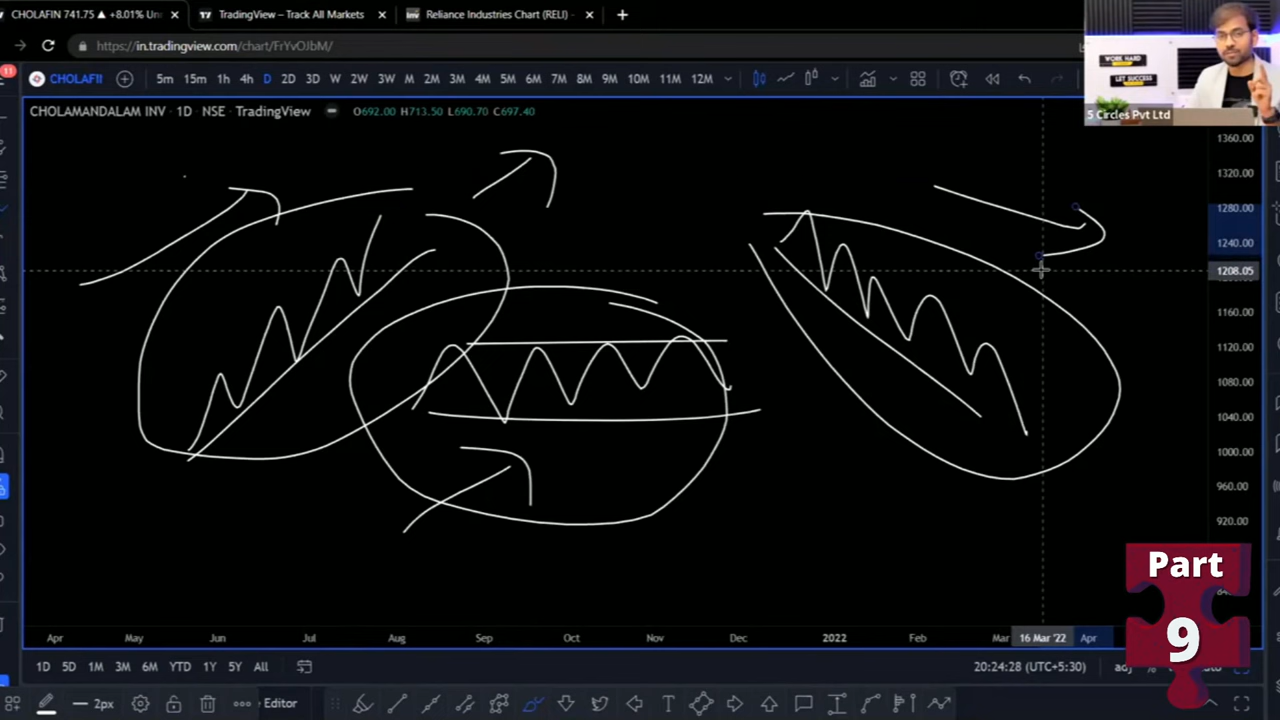 CHOLAFIN 741.75 ▲ +8.01% Un
TradingView – Track All Markets
Reliance Industries Chart (RELI) -
https://in.tradingview.com/chart/FrYvOJbM/
11
CHOLAFI
5m 15m 1h 4h D 2D 3D W 2W 3W M 2M 3M 4M 5M 6M 7M 8M 9M 10M 11M 12M
CHOLAMANDALAM INV · 1D · NSE · TradingView
O692.00 H713.50 L690.70 C697.40
WORK HARD
LET SUCCESS
5 Circles Pvt Ltd
1360.00
1320.00
1280.00
1240.00
1208.05
1160.00
1120.00
1080.00
1040.00
1000.00
960.00
920.00
Apr May Jun Jul Aug Sep Oct Nov Dec 2022 Feb Mar 16 Mar '22 Apr
1D 5D 1M 3M 6M YTD 1Y 5Y All
20:24:28 (UTC+5:30)
2px
Editor
Part
9